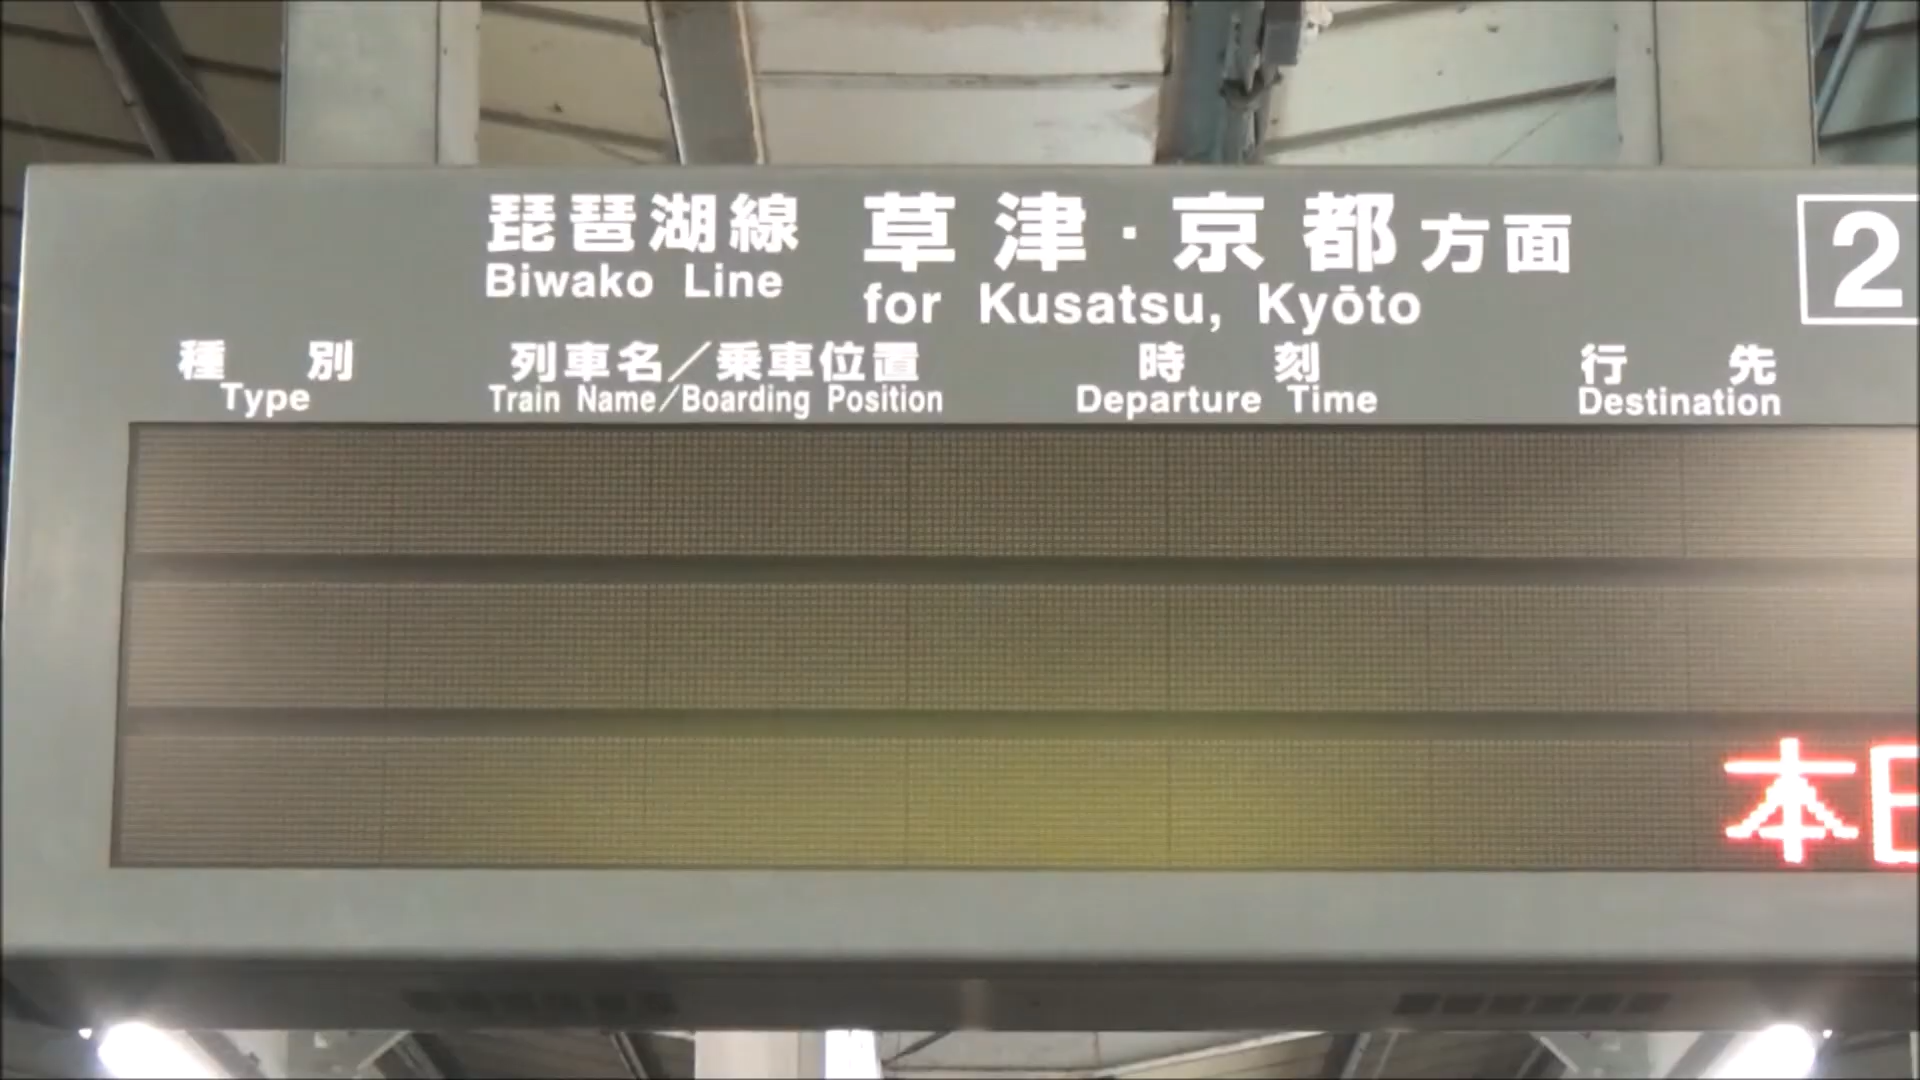 琵琶湖線 草津・京都方面 2
Biwako Line for Kusatsu, Kyōto
種別 列車名／乗車位置 時刻 行先
Type Train Name/Boarding Position Departure Time Destination
本